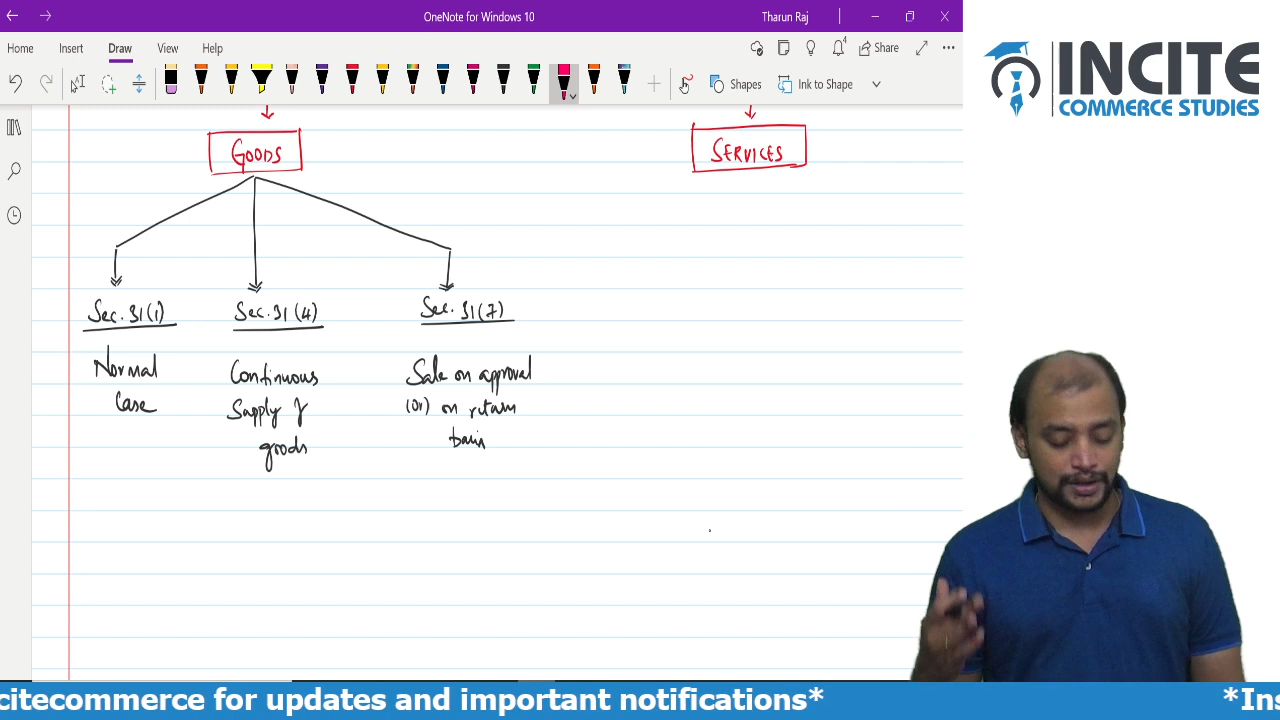 OneNote for Windows 10
Tharun Raj
Home Insert Draw View Help
4
Share
Shapes
Ink to Shape
INCITE
COMMERCE STUDIES
GOODS
SERVICES
Sec. 31(1)
Normal
Case
Sec. 31(4)
Continuous
Supply of
goods
Sec. 31(7)
Sale on approval
(or) on return
basis
citecommerce for updates and important notifications* *Ins